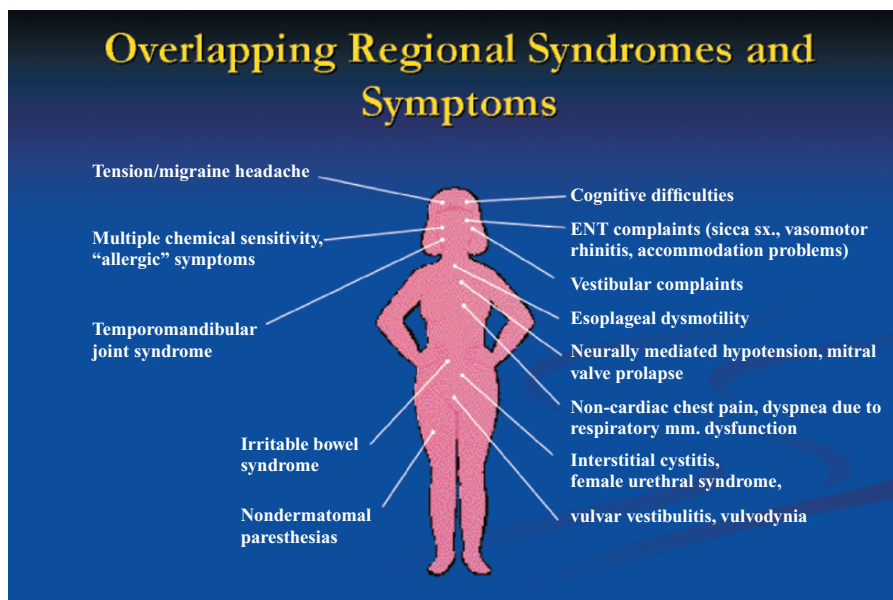 Overlapping Regional Syndromes and
Symptoms
Tension/migraine headache
Multiple chemical sensitivity,
“allergic” symptoms
Temporomandibular
joint syndrome
Irritable bowel
syndrome
Nondermatomal
paresthesias
Cognitive difficulties
ENT complaints (sicca sx., vasomotor
rhinitis, accommodation problems)
Vestibular complaints
Esoplageal dysmotility
Neurally mediated hypotension, mitral
valve prolapse
Non-cardiac chest pain, dyspnea due to
respiratory mm. dysfunction
Interstitial cystitis,
female urethral syndrome,
vulvar vestibulitis, vulvodynia